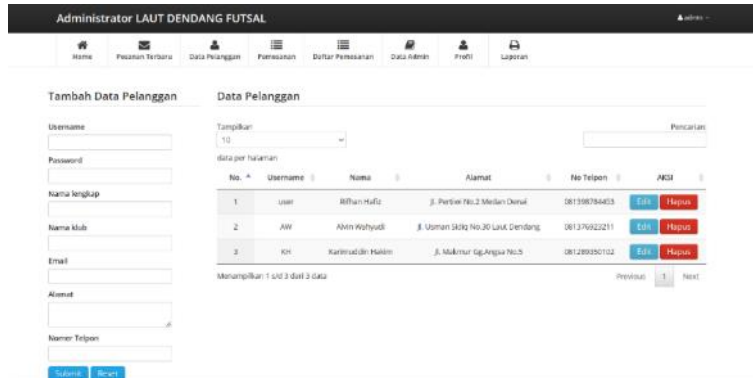 Administrator LAUT DENDANG FUTSAL
admin
Home Pesanan Terbaru Data Pelanggan Pemesanan Daftar Pemesanan Data Admin Profil Laporan
Tambah Data Pelanggan
Username
Password
Nama lengkap
Nama klub
Email
Alamat
Nomer Telpon
Submit Reset
Data Pelanggan
Tampilkan
10
data per halaman
Pencarian
No. Username Nama Alamat No Telpon AKSI
1 user Rifhan Hafiz Jl. Pertiwi No.2 Medan Denai 081398784453 Edit Hapus
2 AW Alvin Wahyudi Jl. Usman Sidiq No.30 Laut Dendang 081376923211 Edit Hapus
3 KH Karimuddin Hakim Jl. Makmur Gg.Angsa No.5 081289350102 Edit Hapus
Menampilkan 1 s/d 3 dari 3 data
Previous 1 Next